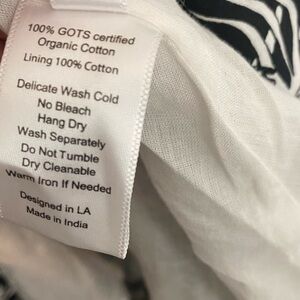 100% GOTS certified
Organic Cotton
Lining 100% Cotton
Delicate Wash Cold
No Bleach
Hang Dry
Wash Separately
Do Not Tumble
Dry Cleanable
Warm Iron If Needed
Designed in LA
Made in India